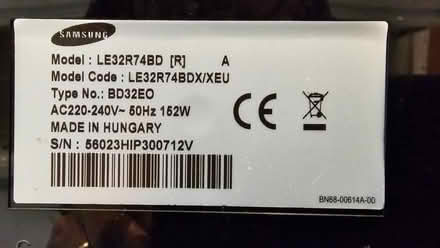 SAMSUNG
Model : LE32R74BD [R] A
Model Code : LE32R74BDX/XEU
Type No.: BD32EO
AC220-240V~ 50Hz 152W
MADE IN HUNGARY
S/N : 56023HIP300712V
BN68-00614A-00